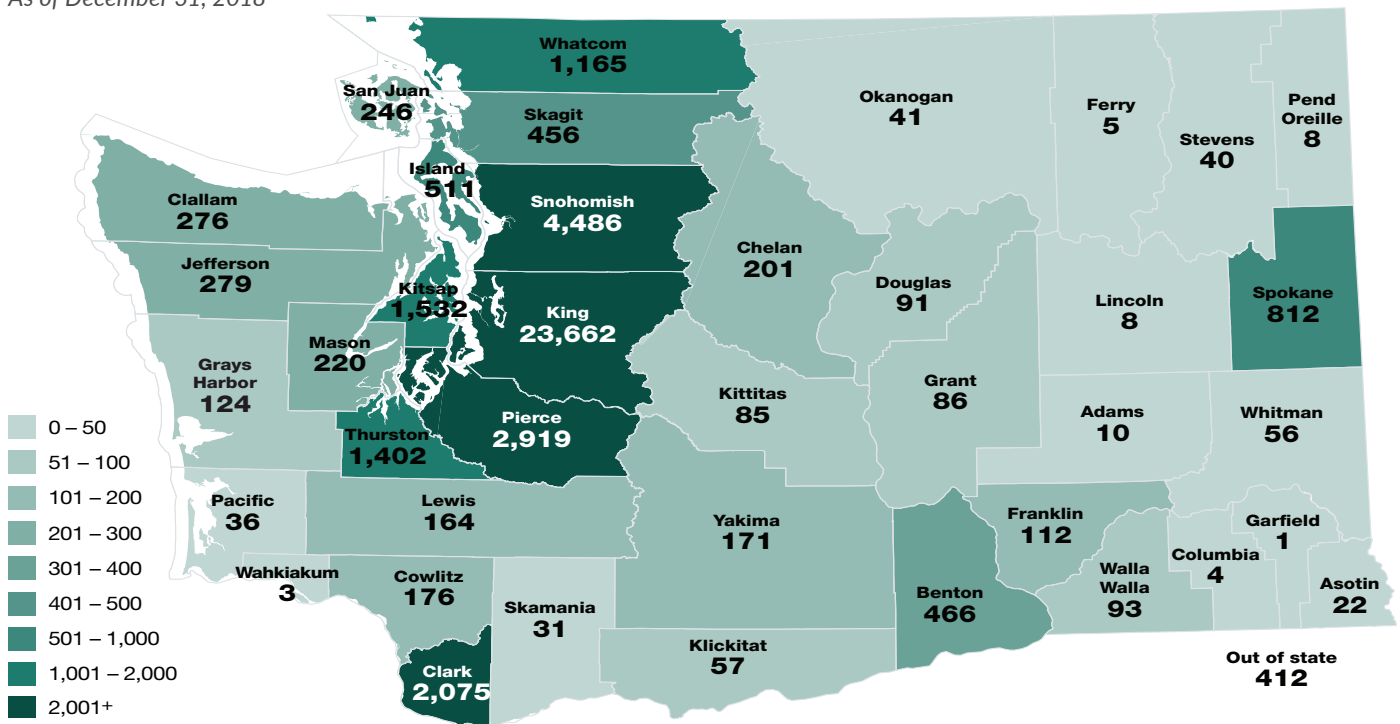 As of December 31, 2018
Whatcom
1,165
San Juan
246
Skagit
456
Okanogan
41
Ferry
5
Stevens
40
Pend
Oreille
8
Island
511
Clallam
276
Snohomish
4,486
Jefferson
279
Chelan
201
Douglas
91
Kitsap
1,532
King
23,662
Lincoln
8
Spokane
812
Mason
220
Grays
Harbor
124
Kittitas
85
Grant
86
Adams
10
Whitman
56
Pierce
2,919
Thurston
1,402
Pacific
36
Lewis
164
Yakima
171
Franklin
112
Garfield
1
Columbia
4
Walla
Walla
93
Asotin
22
Wahkiakum
3
Cowlitz
176
Skamania
31
Benton
466
Klickitat
57
Clark
2,075
Out of state
412
0 – 50
51 – 100
101 – 200
201 – 300
301 – 400
401 – 500
501 – 1,000
1,001 – 2,000
2,001+